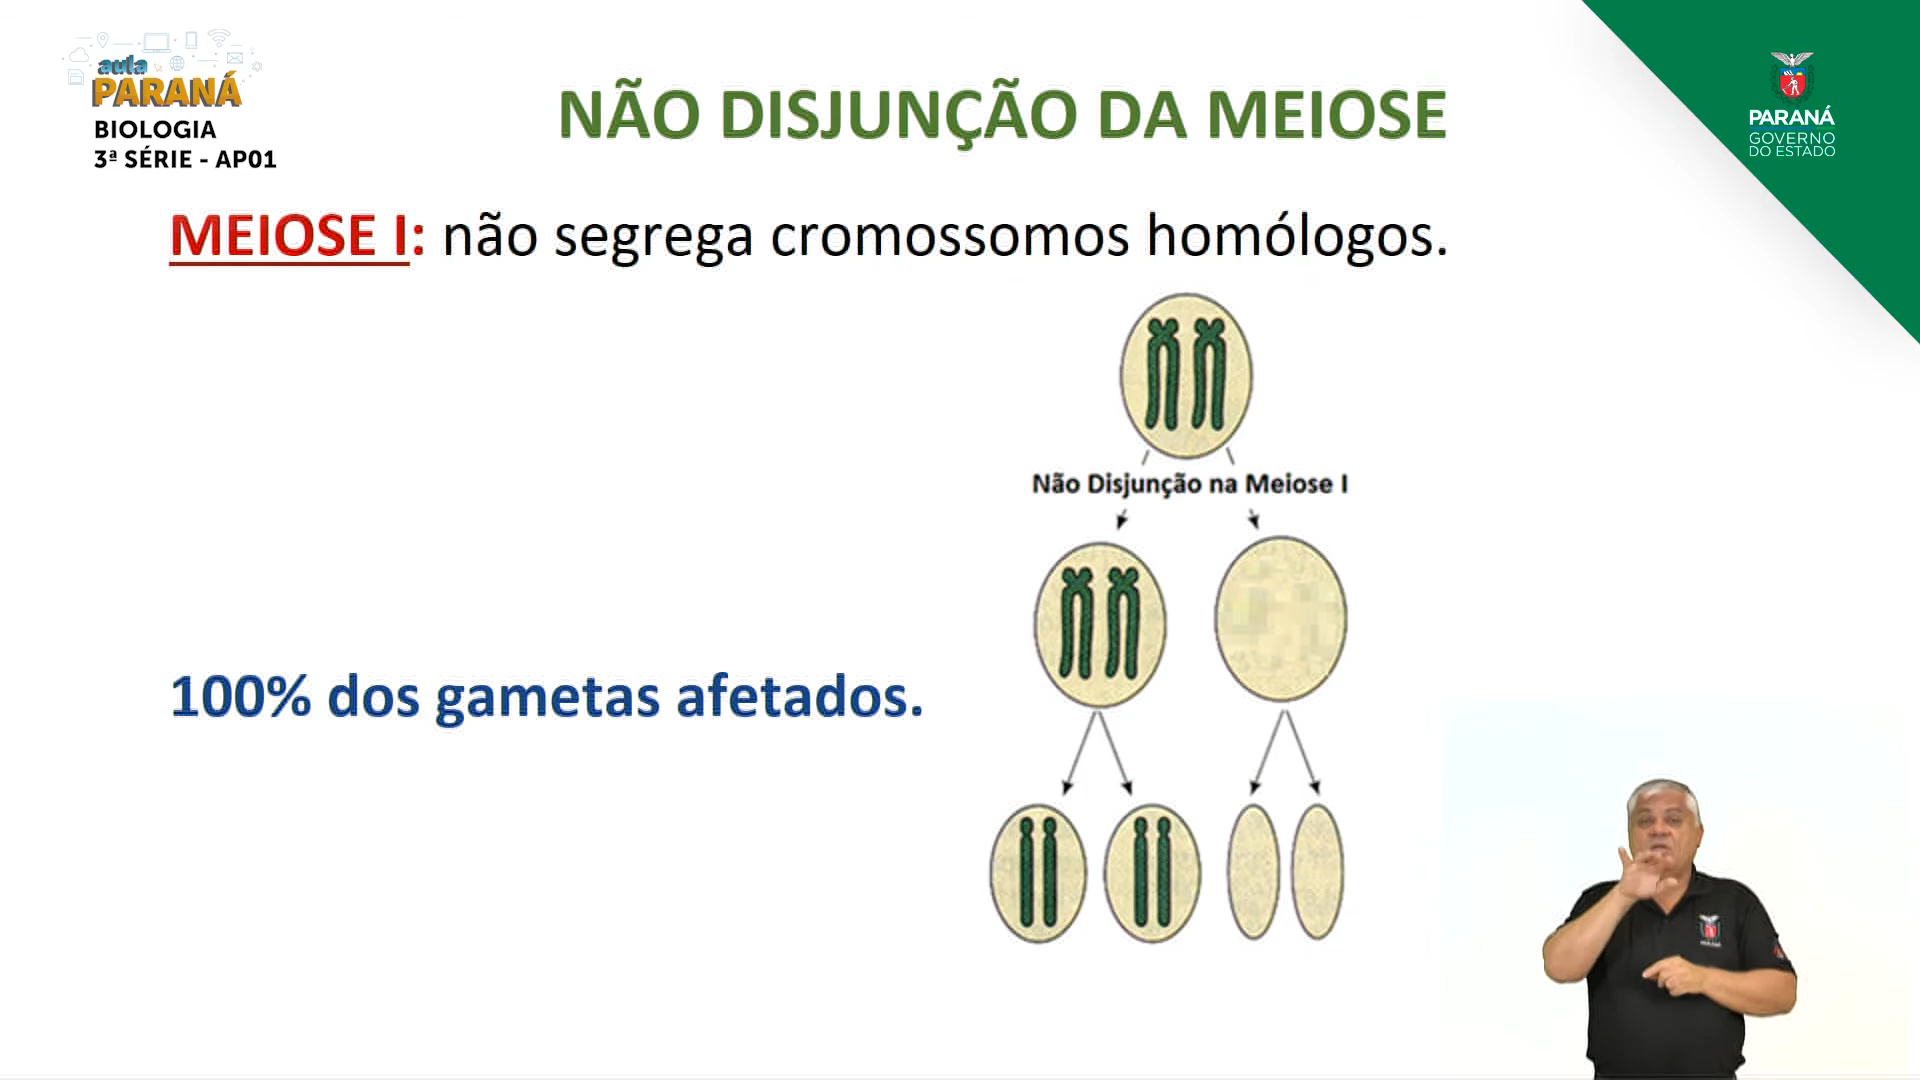 aula
PARANÁ
BIOLOGIA
3ª SÉRIE - AP01
NÃO DISJUNÇÃO DA MEIOSE
PARANÁ
GOVERNO
DO ESTADO
MEIOSE I: não segrega cromossomos homólogos.
Não Disjunção na Meiose I
100% dos gametas afetados.